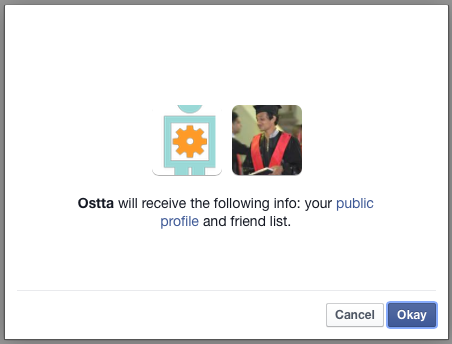 Ostta will receive the following info: your public
profile and friend list.
Cancel Okay